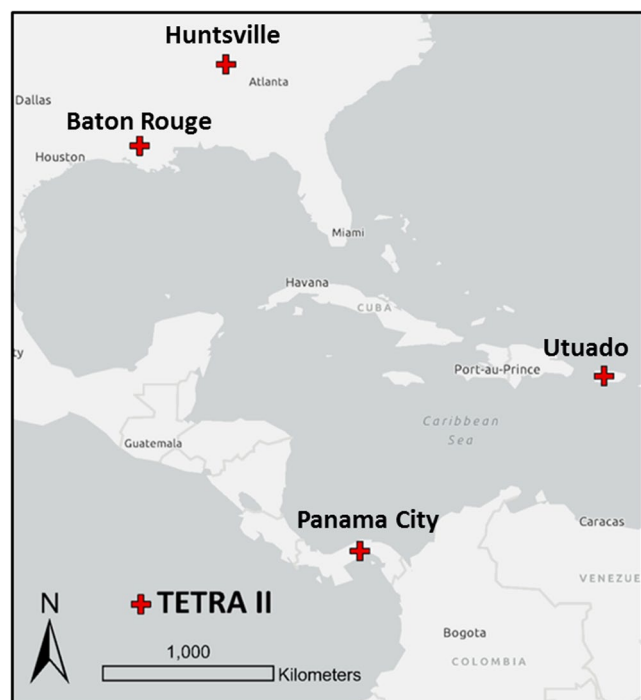 Huntsville
Atlanta
Dallas
Baton Rouge
Houston
Miami
Havana
CUBA
ty
Utuado
Port-au-Prince
Caribbean
Sea
Guatemala
Panama City
Caracas
VENEZUE
N
TETRA II
Bogota
COLOMBIA
1,000
Kilometers